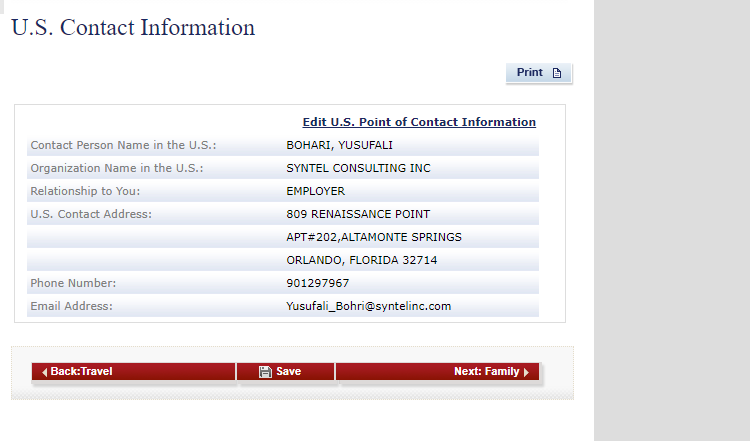 U.S. Contact Information
Print
Edit U.S. Point of Contact Information
Contact Person Name in the U.S.: BOHARI, YUSUFALI
Organization Name in the U.S.: SYNTEL CONSULTING INC
Relationship to You: EMPLOYER
U.S. Contact Address: 809 RENAISSANCE POINT
APT#202,ALTAMONTE SPRINGS
ORLANDO, FLORIDA 32714
Phone Number: 901297967
Email Address: Yusufali_Bohri@syntelinc.com
Back:Travel Save Next: Family